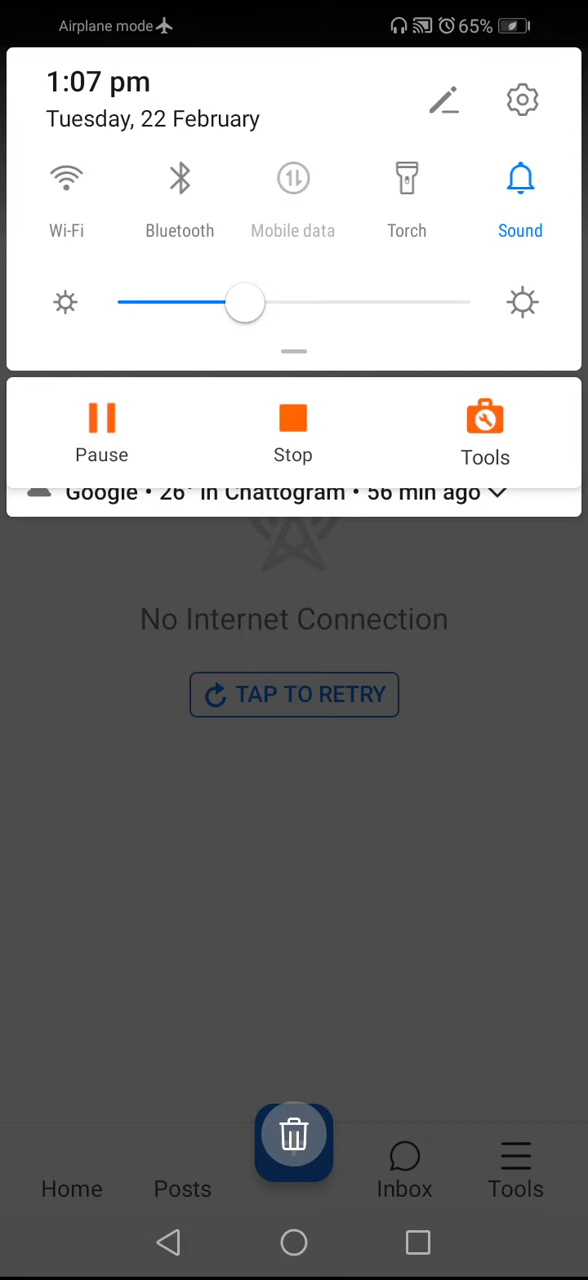 Airplane mode 65%
1:07 pm
Tuesday, 22 February
Wi-Fi Bluetooth Mobile data Torch Sound
Pause Stop Tools
Google • 26° in Chattogram • 56 min ago
No Internet Connection
TAP TO RETRY
Home Posts Inbox Tools